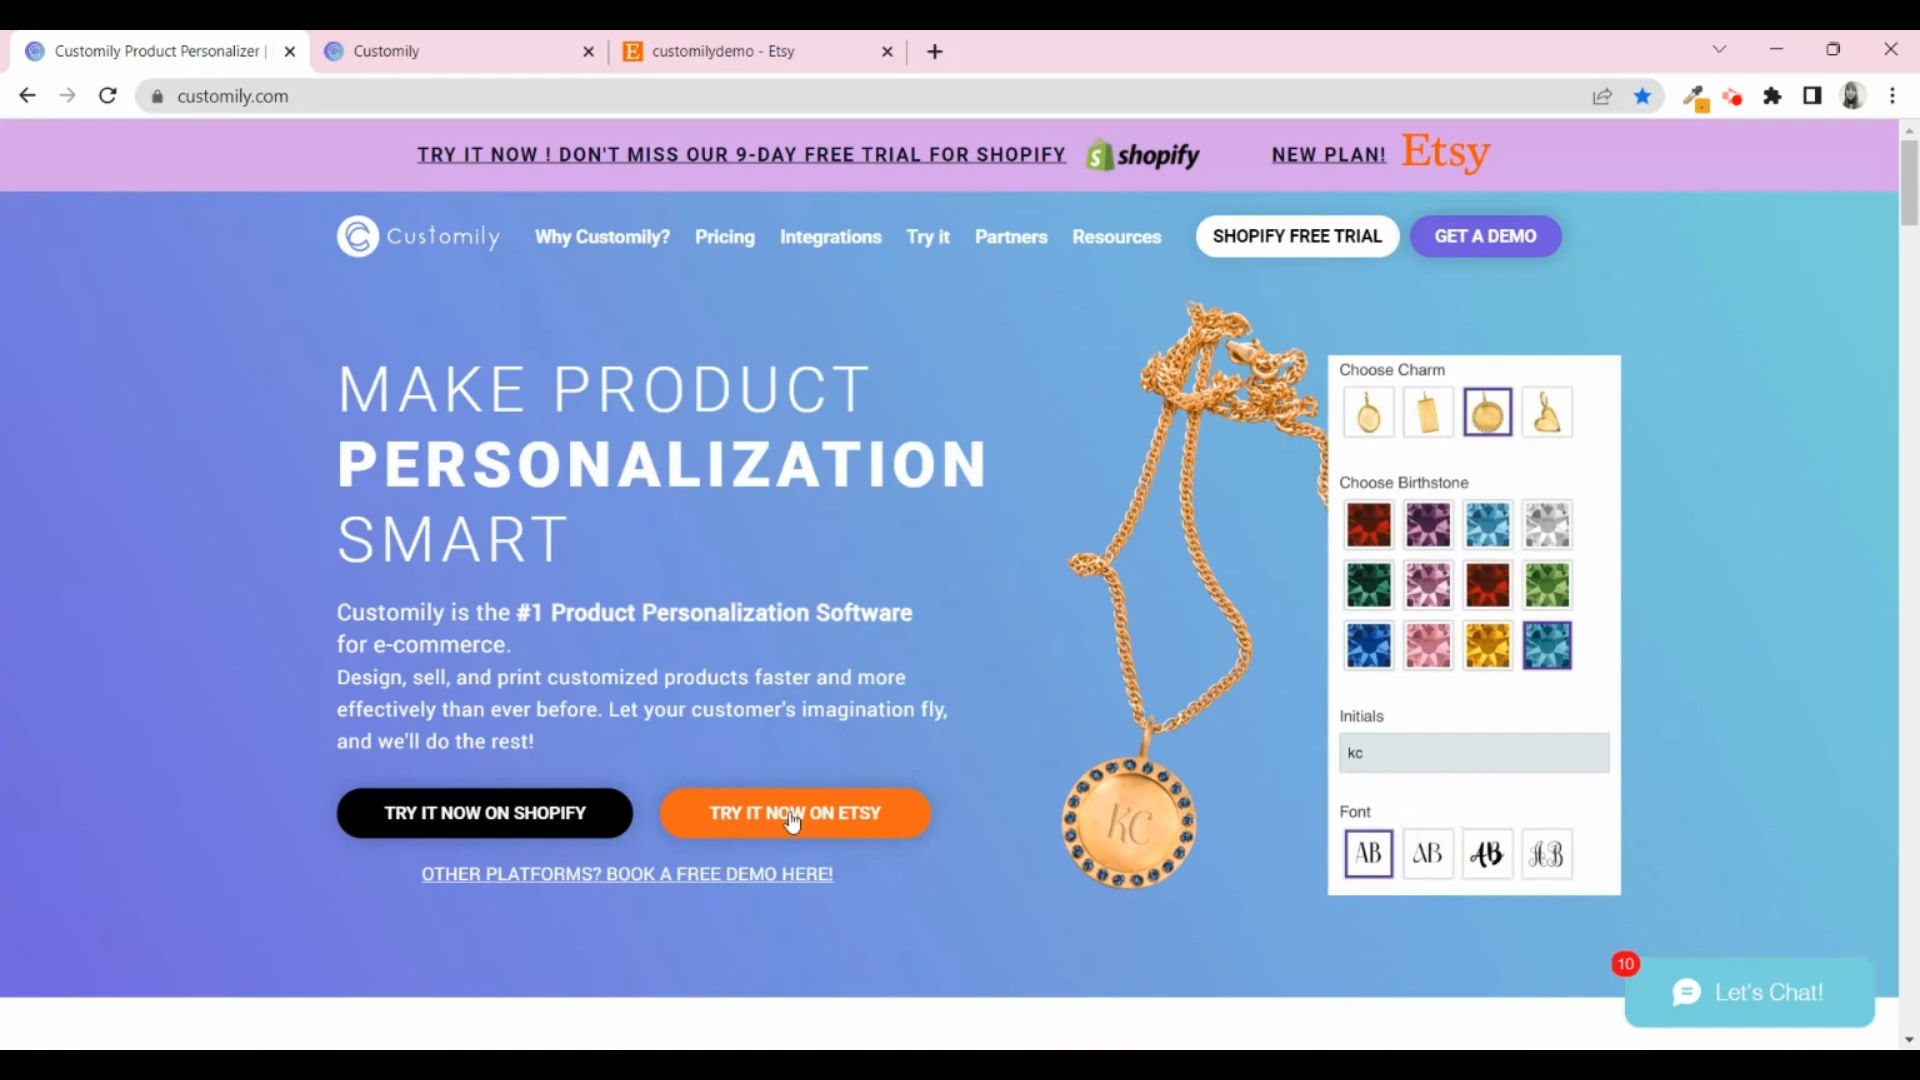 Customily Product Personalizer |
Customily
customilydemo - Etsy
customily.com
TRY IT NOW ! DON'T MISS OUR 9-DAY FREE TRIAL FOR SHOPIFY
shopify
NEW PLAN!
Etsy
Customily
Why Customily?
Pricing
Integrations
Try it
Partners
Resources
SHOPIFY FREE TRIAL
GET A DEMO
MAKE PRODUCT
PERSONALIZATION
SMART
Customily is the #1 Product Personalization Software
for e-commerce.
Design, sell, and print customized products faster and more
effectively than ever before. Let your customer's imagination fly,
and we'll do the rest!
TRY IT NOW ON SHOPIFY
TRY IT NOW ON ETSY
OTHER PLATFORMS? BOOK A FREE DEMO HERE!
KC
Choose Charm
Choose Birthstone
Initials
kc
Font
AB
AB
AB
AB
10
Let's Chat!